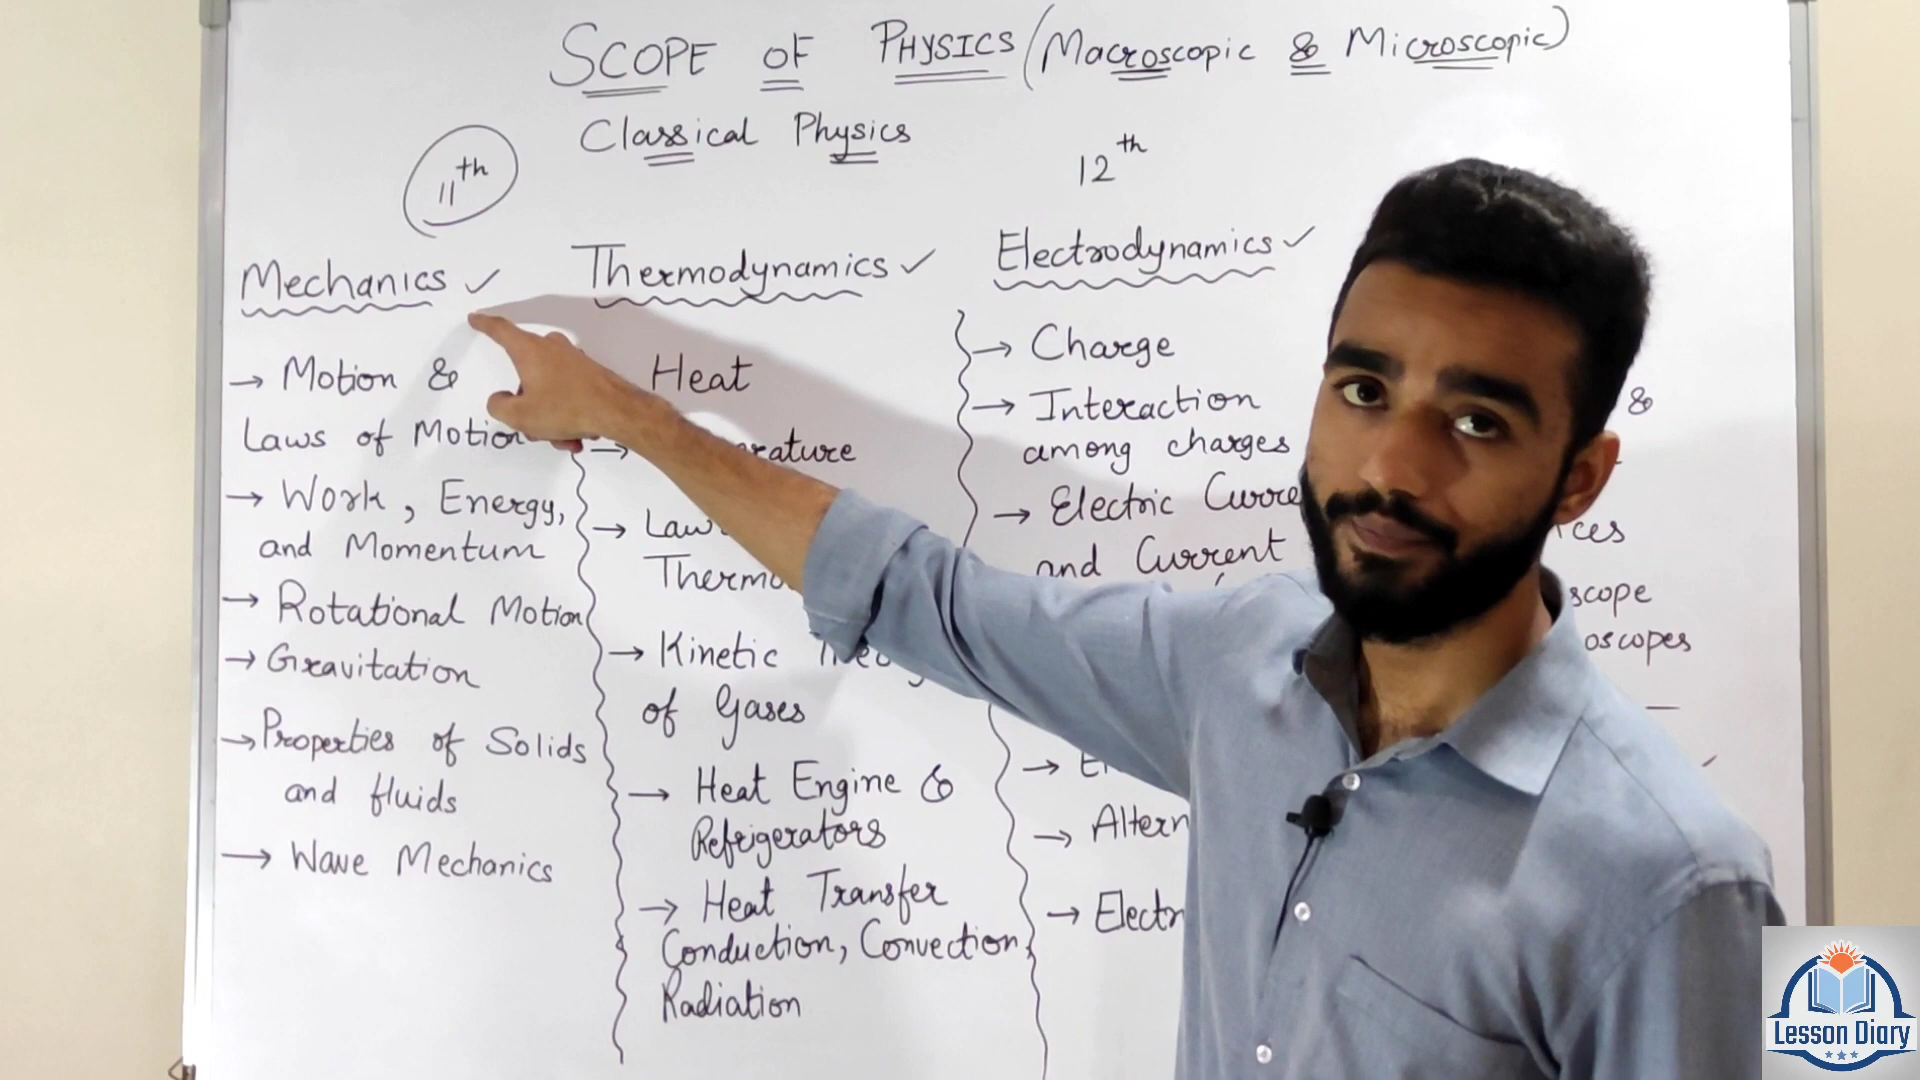 SCOPE OF PHYSICS (Macroscopic & Microscopic)
Classical Physics
11th
12th
Mechanics ✓
→ Motion &
Laws of Motion
→ Work, Energy,
and Momentum
→ Rotational Motion
→ Gravitation
→ Properties of Solids
and fluids
→ Wave Mechanics
Thermodynamics ✓
Heat
→
→
→ Kinetic
of Gases
→ Heat Engine &
Refrigerators
→ Heat Transfer
Conduction, Convection,
Radiation
Electrodynamics ✓
→ Charge
→ Interaction
among charges
→ Electric
and Current
→
→
→
&
Lesson Diary